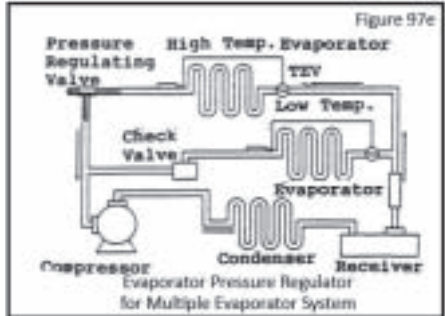 Figure 97e
Pressure Regulating Valve
High Temp. Evaporator
TEV
Low Temp.
Check Valve
Evaporator
Compressor
Condenser
Receiver
Evaporator Pressure Regulator
for Multiple Evaporator System